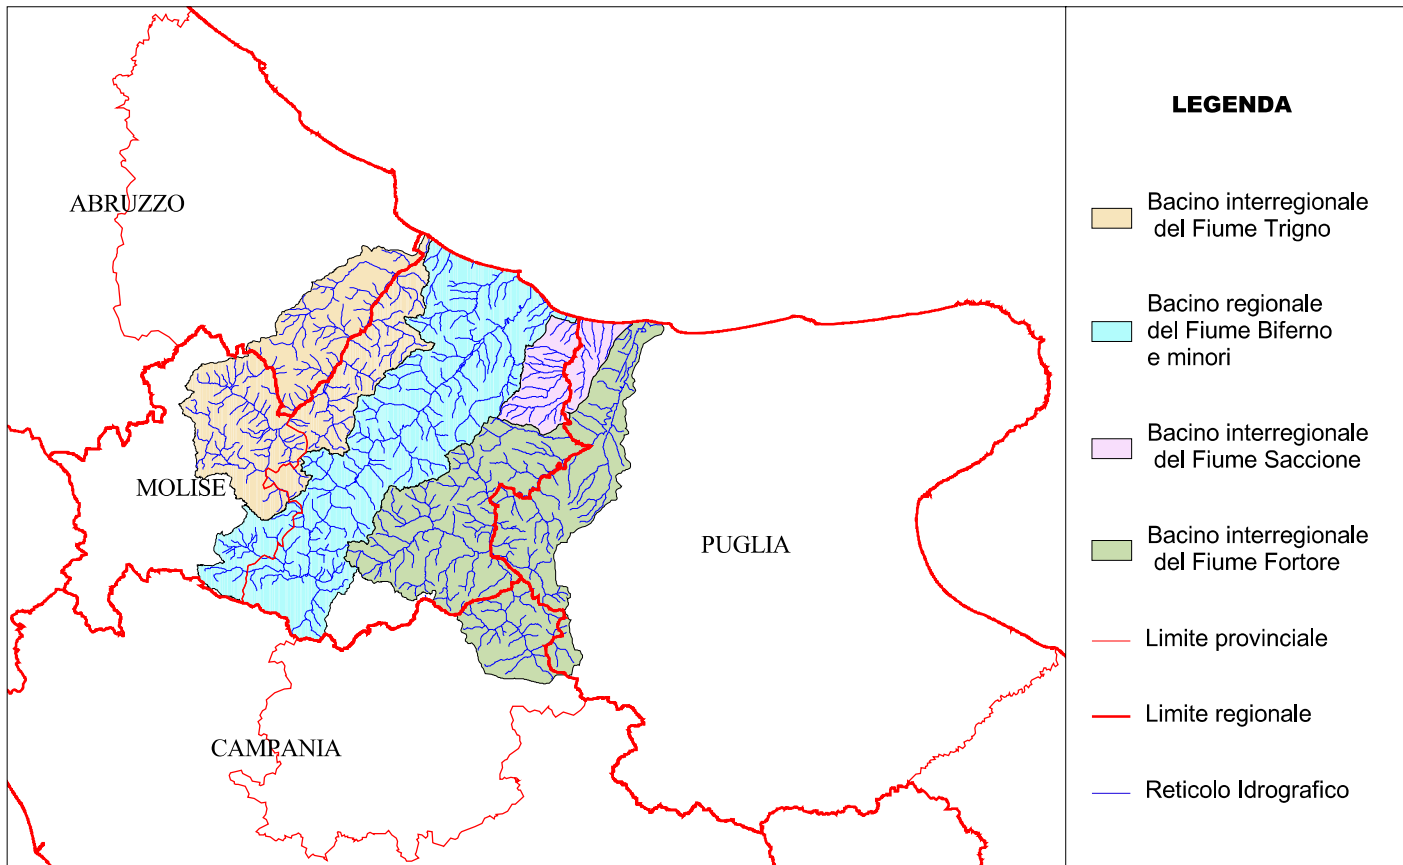 ABRUZZO
MOLISE
PUGLIA
CAMPANIA
LEGENDA
Bacino interregionale
del Fiume Trigno
Bacino regionale
del Fiume Biferno
e minori
Bacino interregionale
del Fiume Saccione
Bacino interregionale
del Fiume Fortore
Limite provinciale
Limite regionale
Reticolo Idrografico